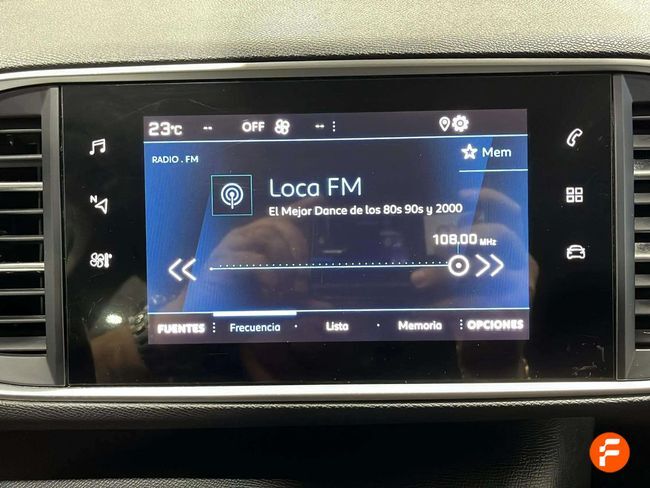 23°C -- OFF -- :
RADIO . FM
Mem
Loca FM
El Mejor Dance de los 80s 90s y 2000
108.00 MHz
N
FUENTES : Frecuencia · Lista · Memoria : OPCIONES